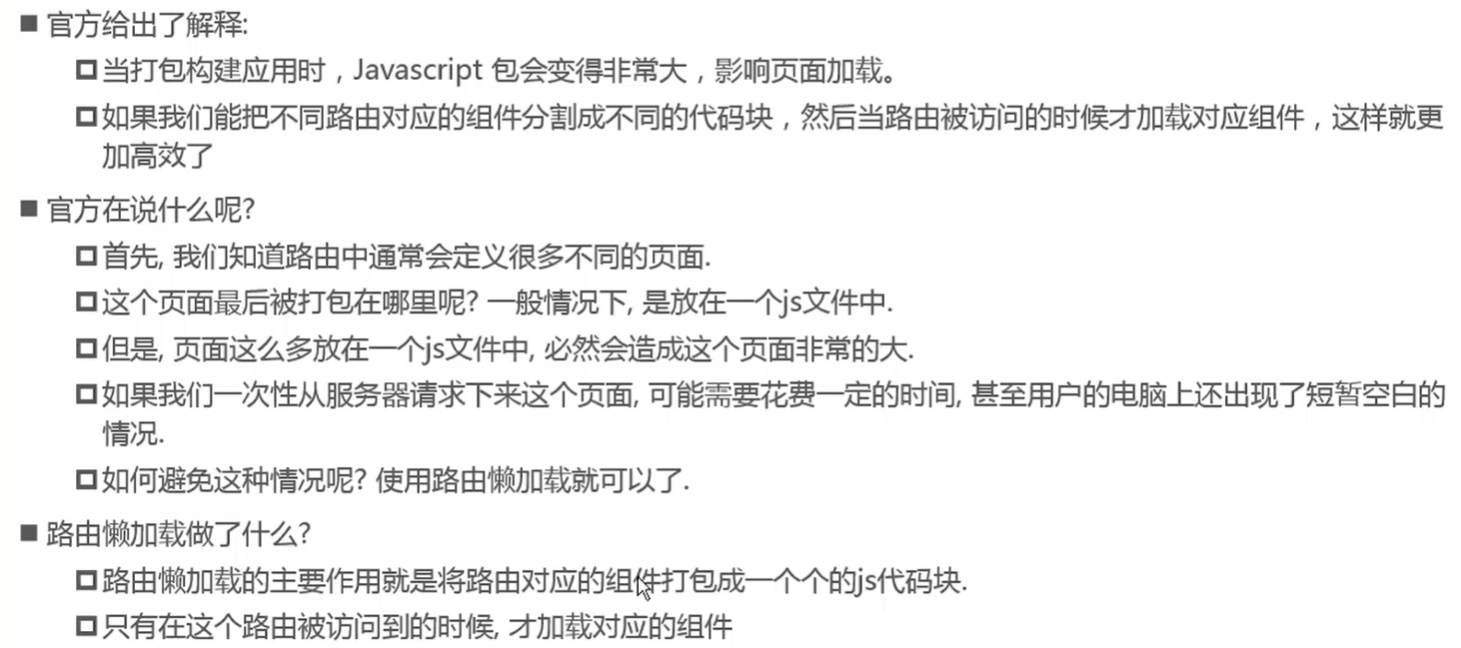 官方给出了解释:
当打包构建应用时，Javascript 包会变得非常大，影响页面加载。
如果我们能把不同路由对应的组件分割成不同的代码块，然后当路由被访问的时候才加载对应组件，这样就更
加高效了
官方在说什么呢?
首先, 我们知道路由中通常会定义很多不同的页面.
这个页面最后被打包在哪里呢? 一般情况下, 是放在一个js文件中.
但是, 页面这么多放在一个js文件中, 必然会造成这个页面非常的大.
如果我们一次性从服务器请求下来这个页面, 可能需要花费一定的时间, 甚至用户的电脑上还出现了短暂空白的
情况.
如何避免这种情况呢? 使用路由懒加载就可以了.
路由懒加载做了什么?
路由懒加载的主要作用就是将路由对应的组件打包成一个个的js代码块.
只有在这个路由被访问到的时候, 才加载对应的组件